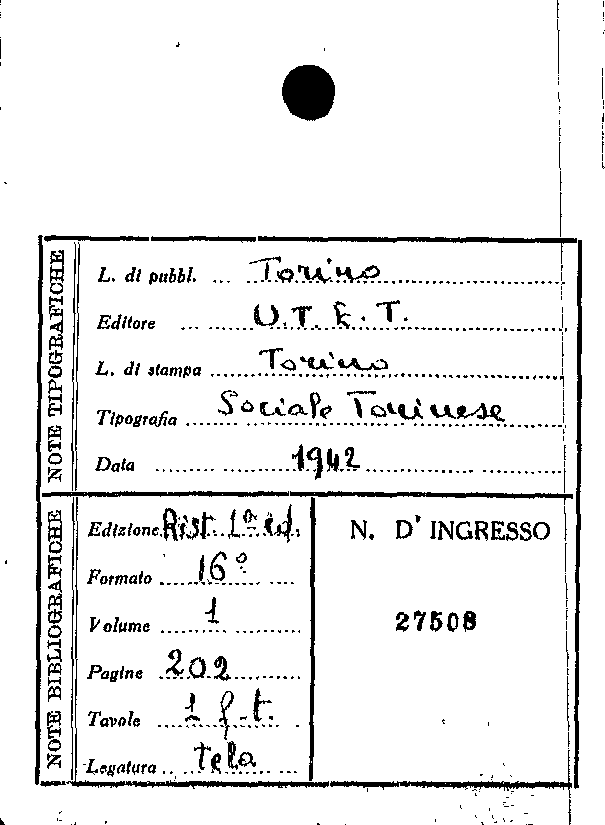 NOTE TIPOGRAFICHE
L. di pubbl. ... Torino
Editore ... U.T.E.T.
L. di stampa ... Torino
Tipografia ... Sociale Torinese
Data ... 1942
NOTE BIBLIOGRAFICHE
Edizione Rist. 1ª ed.
Formato ... 16°
Volume ... 1
Pagine ... 202
Tavole ... 1 f.t.
Legatura ... tela
N. D' INGRESSO
27508